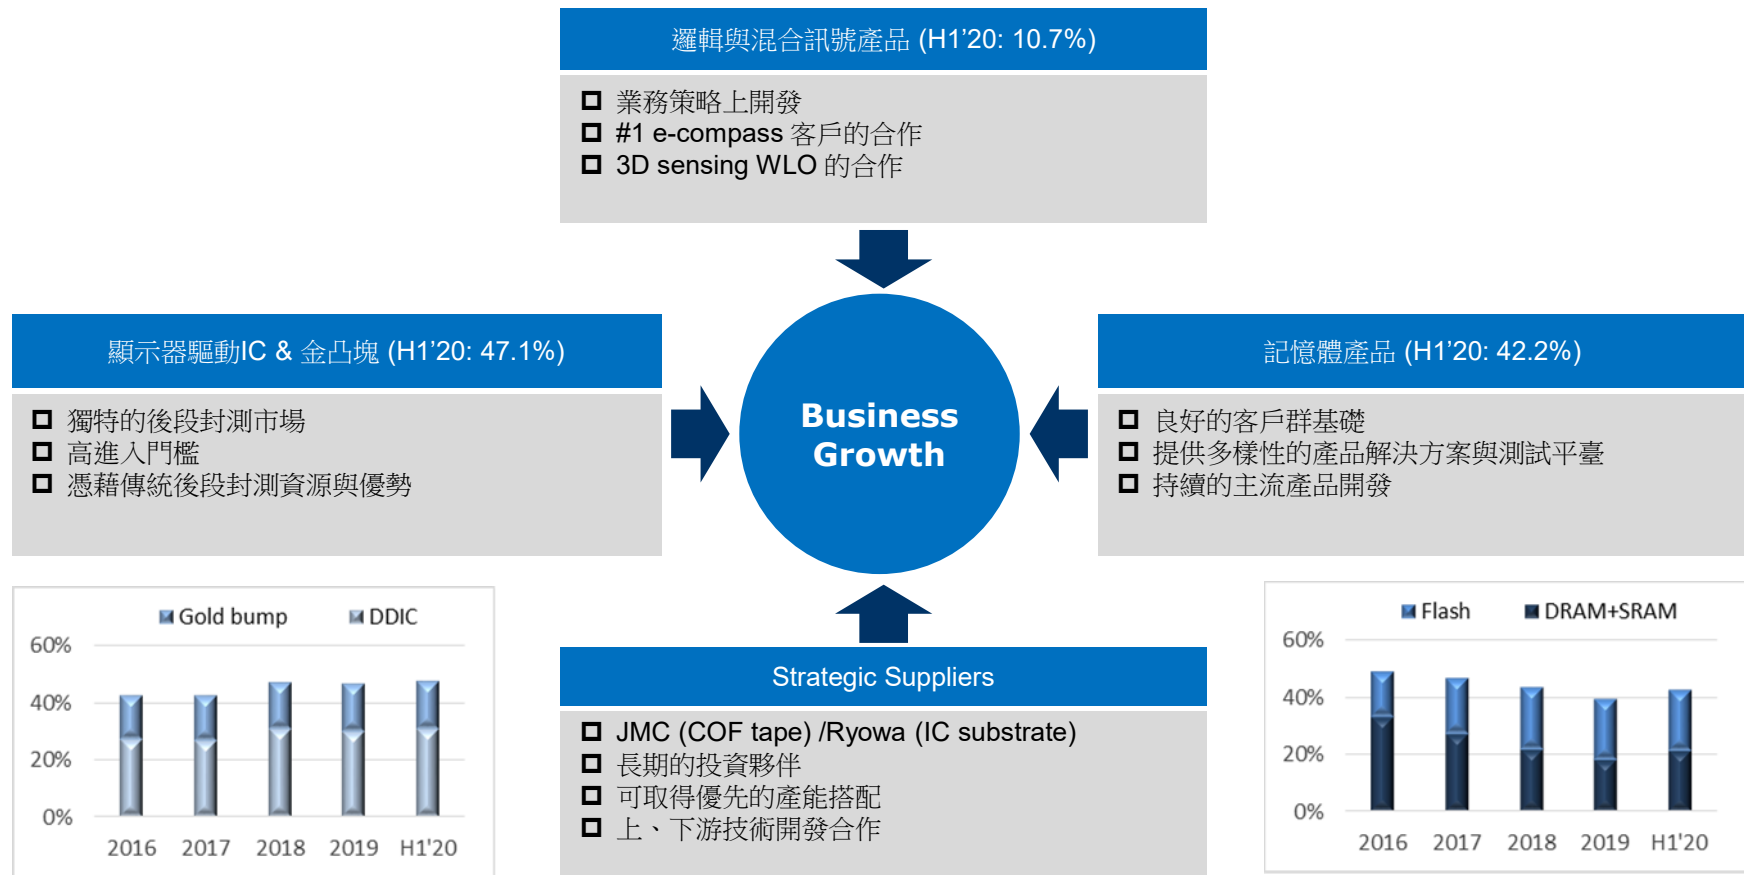 邏輯與混合訊號產品 (H1’20: 10.7%)
業務策略上開發
#1 e-compass 客戶的合作
3D sensing WLO 的合作
顯示器驅動IC & 金凸塊 (H1’20: 47.1%)
獨特的後段封測市場
高進入門檻
憑藉傳統後段封測資源與優勢
Business
Growth
記憶體產品 (H1’20: 42.2%)
良好的客戶群基礎
提供多樣性的產品解決方案與測試平臺
持續的主流產品開發
Gold bump DDIC
60%
40%
20%
0%
2016 2017 2018 2019 H1'20
Strategic Suppliers
JMC (COF tape) /Ryowa (IC substrate)
長期的投資夥伴
可取得優先的產能搭配
上、下游技術開發合作
Flash DRAM+SRAM
60%
40%
20%
0%
2016 2017 2018 2019 H1'20